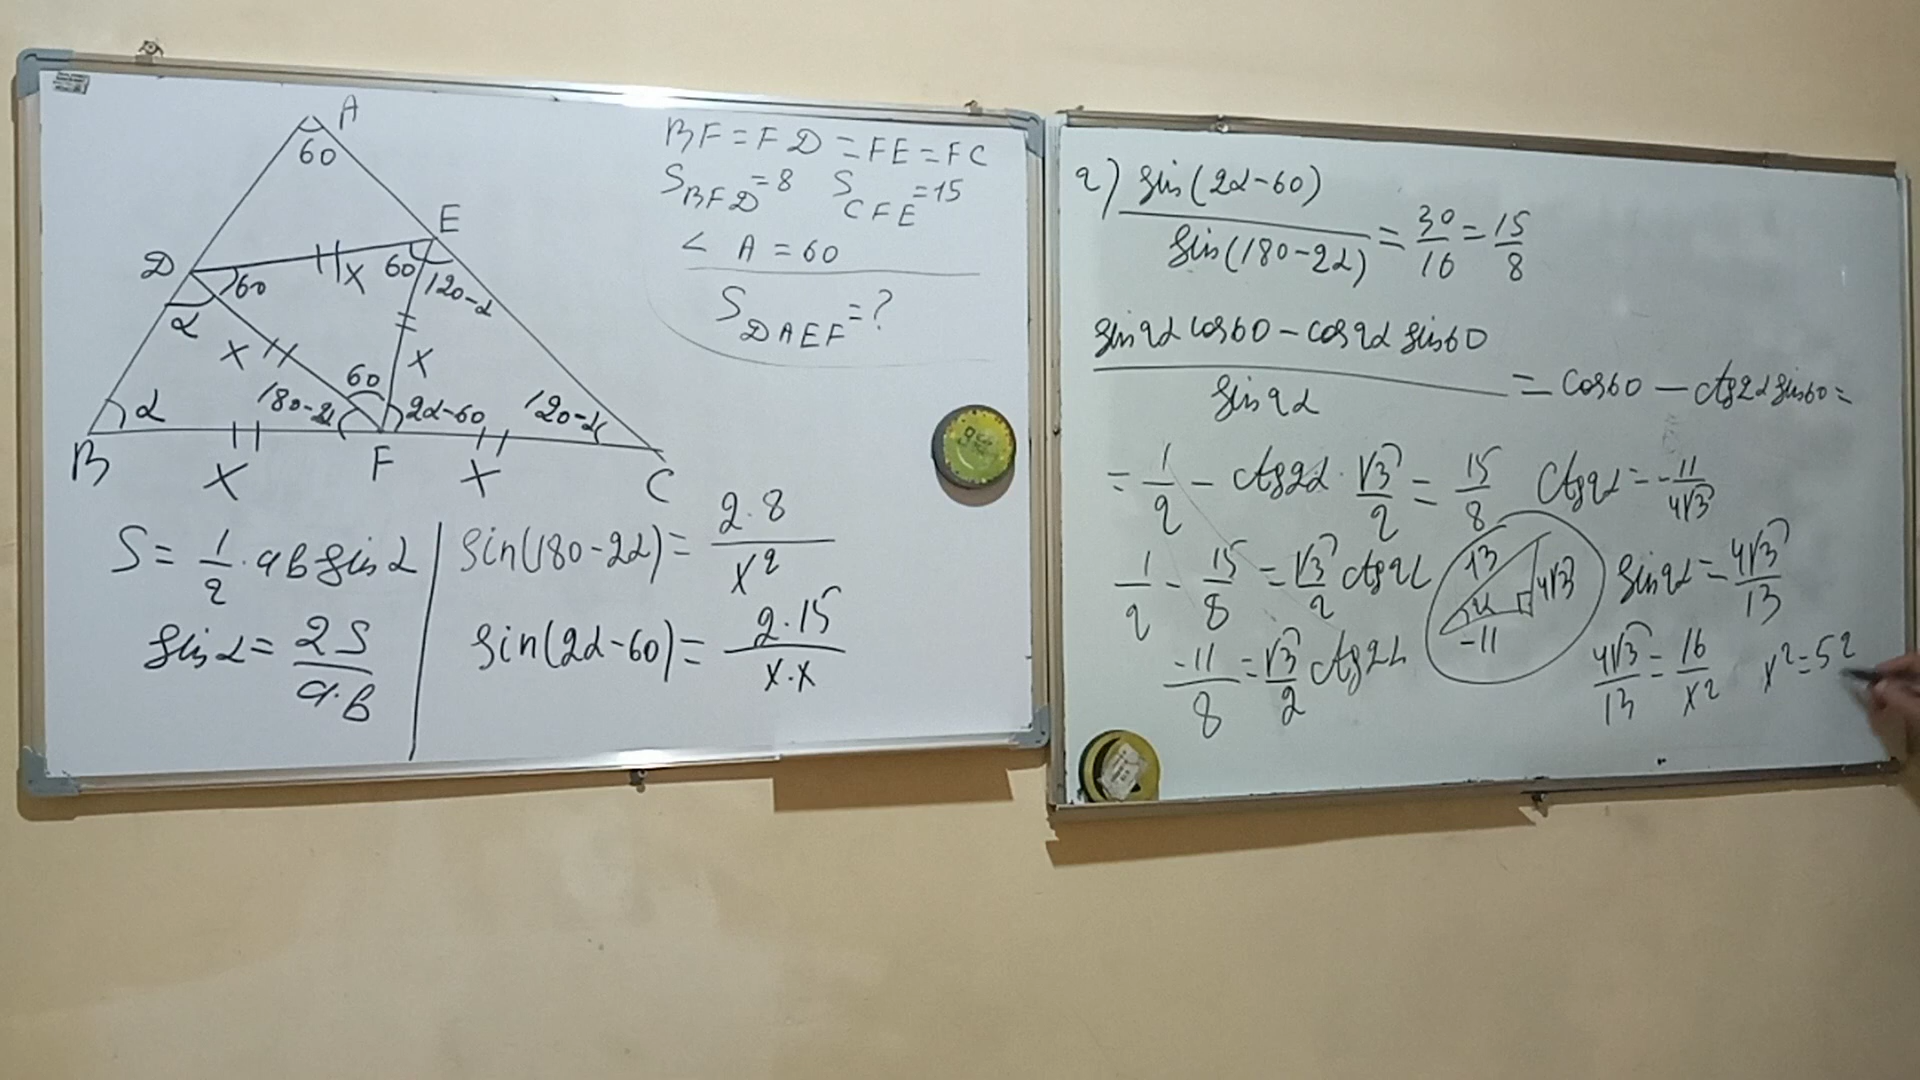 A
60
E
D
60
X
60
120-α
α
X
60
X
α
180-2α
2α-60
120-α
B
X
F
X
C
BF = FD = FE = FC
S BFD = 8 S CFE = 15
∠ A = 60
S DAEF = ?
S = 1/2 · ab sin α
sin α = 2S/a·b
sin(180-2α) = 2·8/x²
sin(2α-60) = 2·15/x·x
2) sin(2α-60)/sin(180-2α) = 30/16 = 15/8
sin2α cos60 - cos2α sin60/sin2α = cos60 - ctg2α sin60 =
= 1/2 - ctg2α · √3/2 = 15/8 ctg2α = -11/4√3
1/2 - 15/8 = √3/2 ctg2α
13
4√3
2α
-11
sin2α = 4√3/13
-11/8 = √3/2 ctg2α
4√3/13 = 16/x² x² = 52